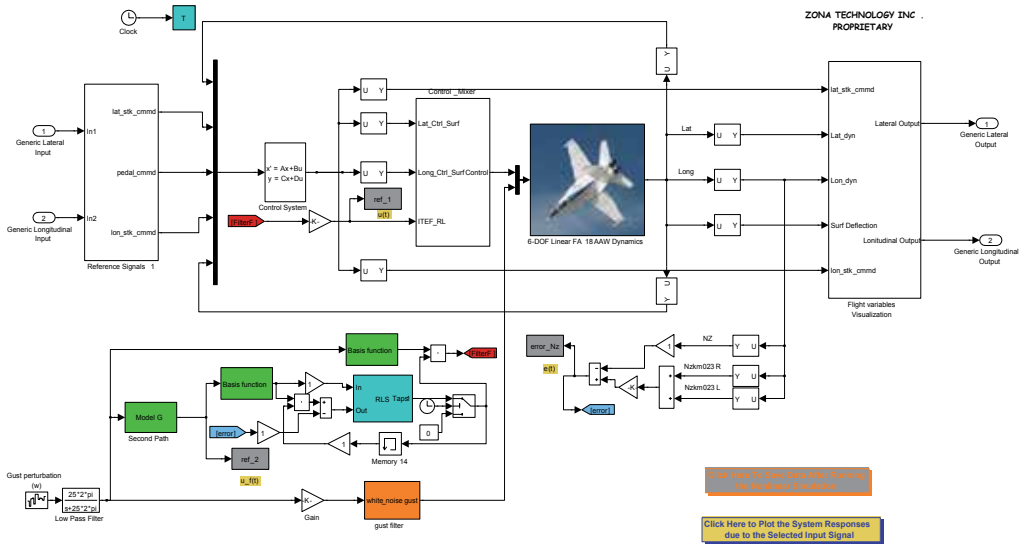 ZONA TECHNOLOGY INC .
PROPRIETARY
Clock
T
Reference Signals 1
In1
In2
lat_stk_cmmd
pedal_cmmd
lon_stk_cmmd
1
Generic Lateral
Input
2
Generic Longitudinal
Input
x' = Ax+Bu
y = Cx+Du
Control System
[FilterF]
-K-
ref_1
u(t)
U Y
U Y
U Y
U Y
Control _Mixer
Lat_Ctrl_Surf
Long_Ctrl_Surf
Control
ITEF_RL
6-DOF Linear FA 18 AAW Dynamics
U Y
U Y
Lat
Long
U Y
U Y
U Y
lat_stk_cmmd
Lat_dyn
Lon_dyn
Surf Deflection
lon_stk_cmmd
Lateral Output
Lonitudinal Output
Flight variables
Visualization
1
Generic Lateral
Output
2
Generic Longitudinal
Output
Basis function
.
[FilterF]
Basis function
1
In
Out
RLS
Tapsl
.
0
Model G
Second Path
[error]
1
1
Memory 14
ref_2
u_f(t)
Gust perturbation
(w)
25*2*pi
s+25*2*pi
Low Pass Filter
-K-
Gain
white_noise gust
gust filter
error_Nz
e(t)
[error]
1
-K-
NZ
Nzkm023 R
Nzkm023 L
Y U
Y U
Y U
Click Here to Plot the System Responses
due to the Selected Input Signal